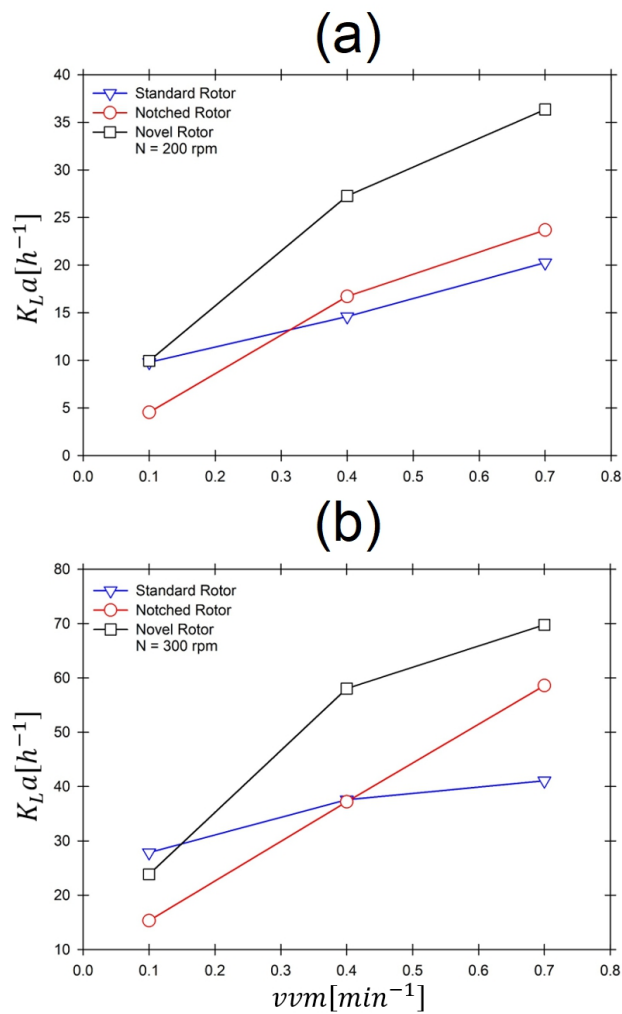 (a)
40
35
30
25
20
15
10
5
0
Standard Rotor
Notched Rotor
Novel Rotor
N = 200 rpm
K_L a[h^{-1}]
0.0 0.1 0.2 0.3 0.4 0.5 0.6 0.7 0.8
(b)
80
70
60
50
40
30
20
10
Standard Rotor
Notched Rotor
Novel Rotor
N = 300 rpm
K_L a[h^{-1}]
0.0 0.1 0.2 0.3 0.4 0.5 0.6 0.7 0.8
vvm[min^{-1}]